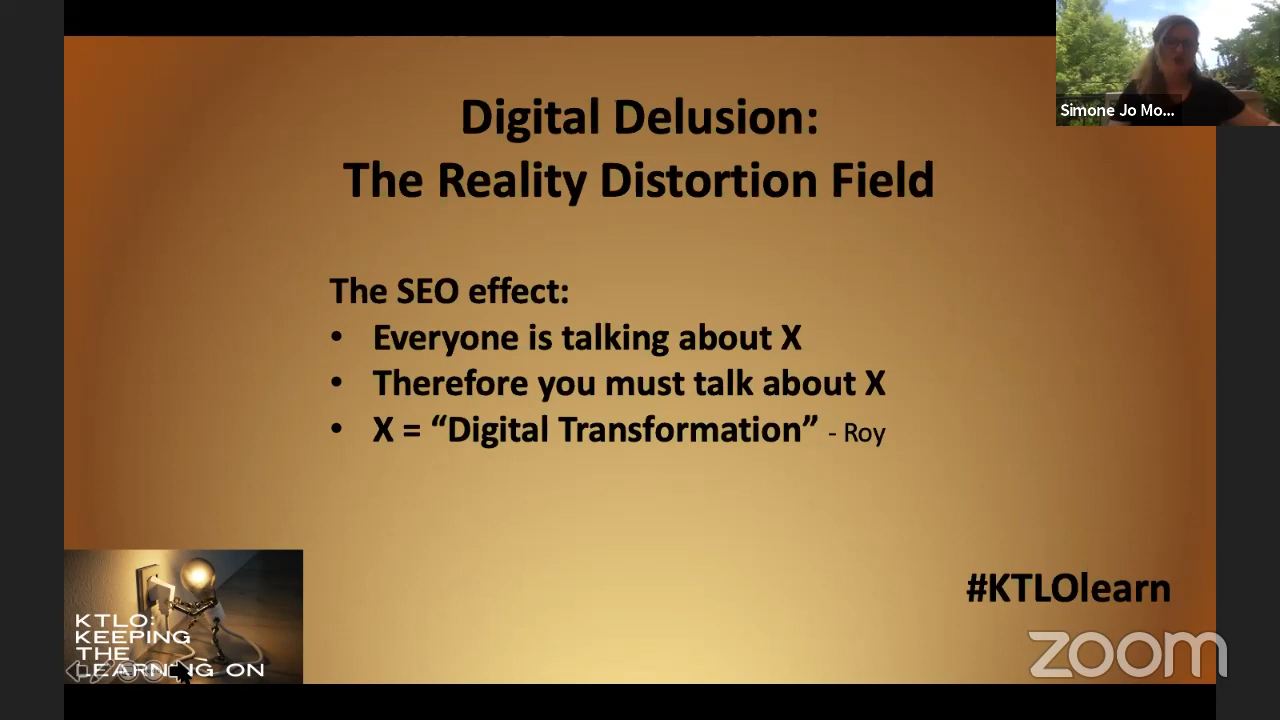 Simone Jo Mo...
Digital Delusion:
The Reality Distortion Field
The SEO effect:
• Everyone is talking about X
• Therefore you must talk about X
• X = “Digital Transformation” - Roy
#KTLOlearn
KTLO:
KEEPING
THE
LEARNING ON
zoom